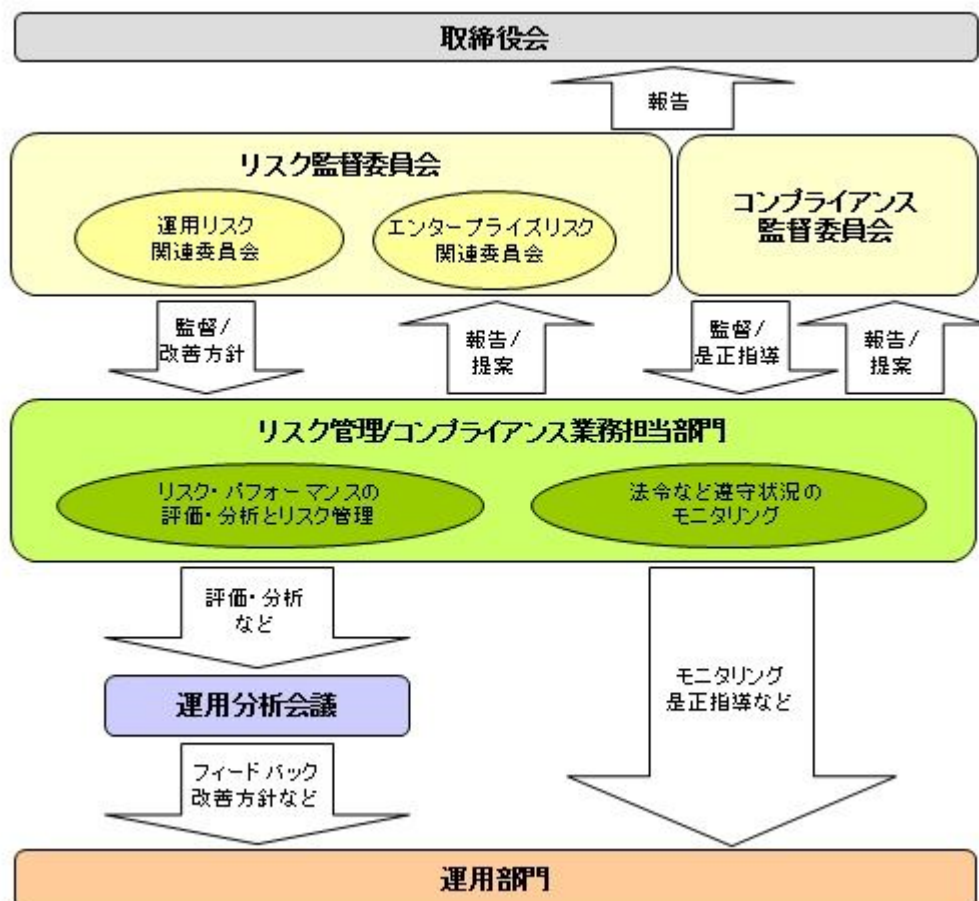 取締役会
報告
リスク監督委員会
運用リスク
関連委員会
エンタープライズリスク
関連委員会
コンプライアンス
監督委員会
監督/
改善方針
報告/
提案
監督/
是正指導
報告/
提案
リスク管理/コンプライアンス業務担当部門
リスク・パフォーマンスの
評価・分析とリスク管理
法令など遵守状況の
モニタリング
評価・分析
など
運用分析会議
モニタリング
是正指導など
フィードバック
改善方針など
運用部門